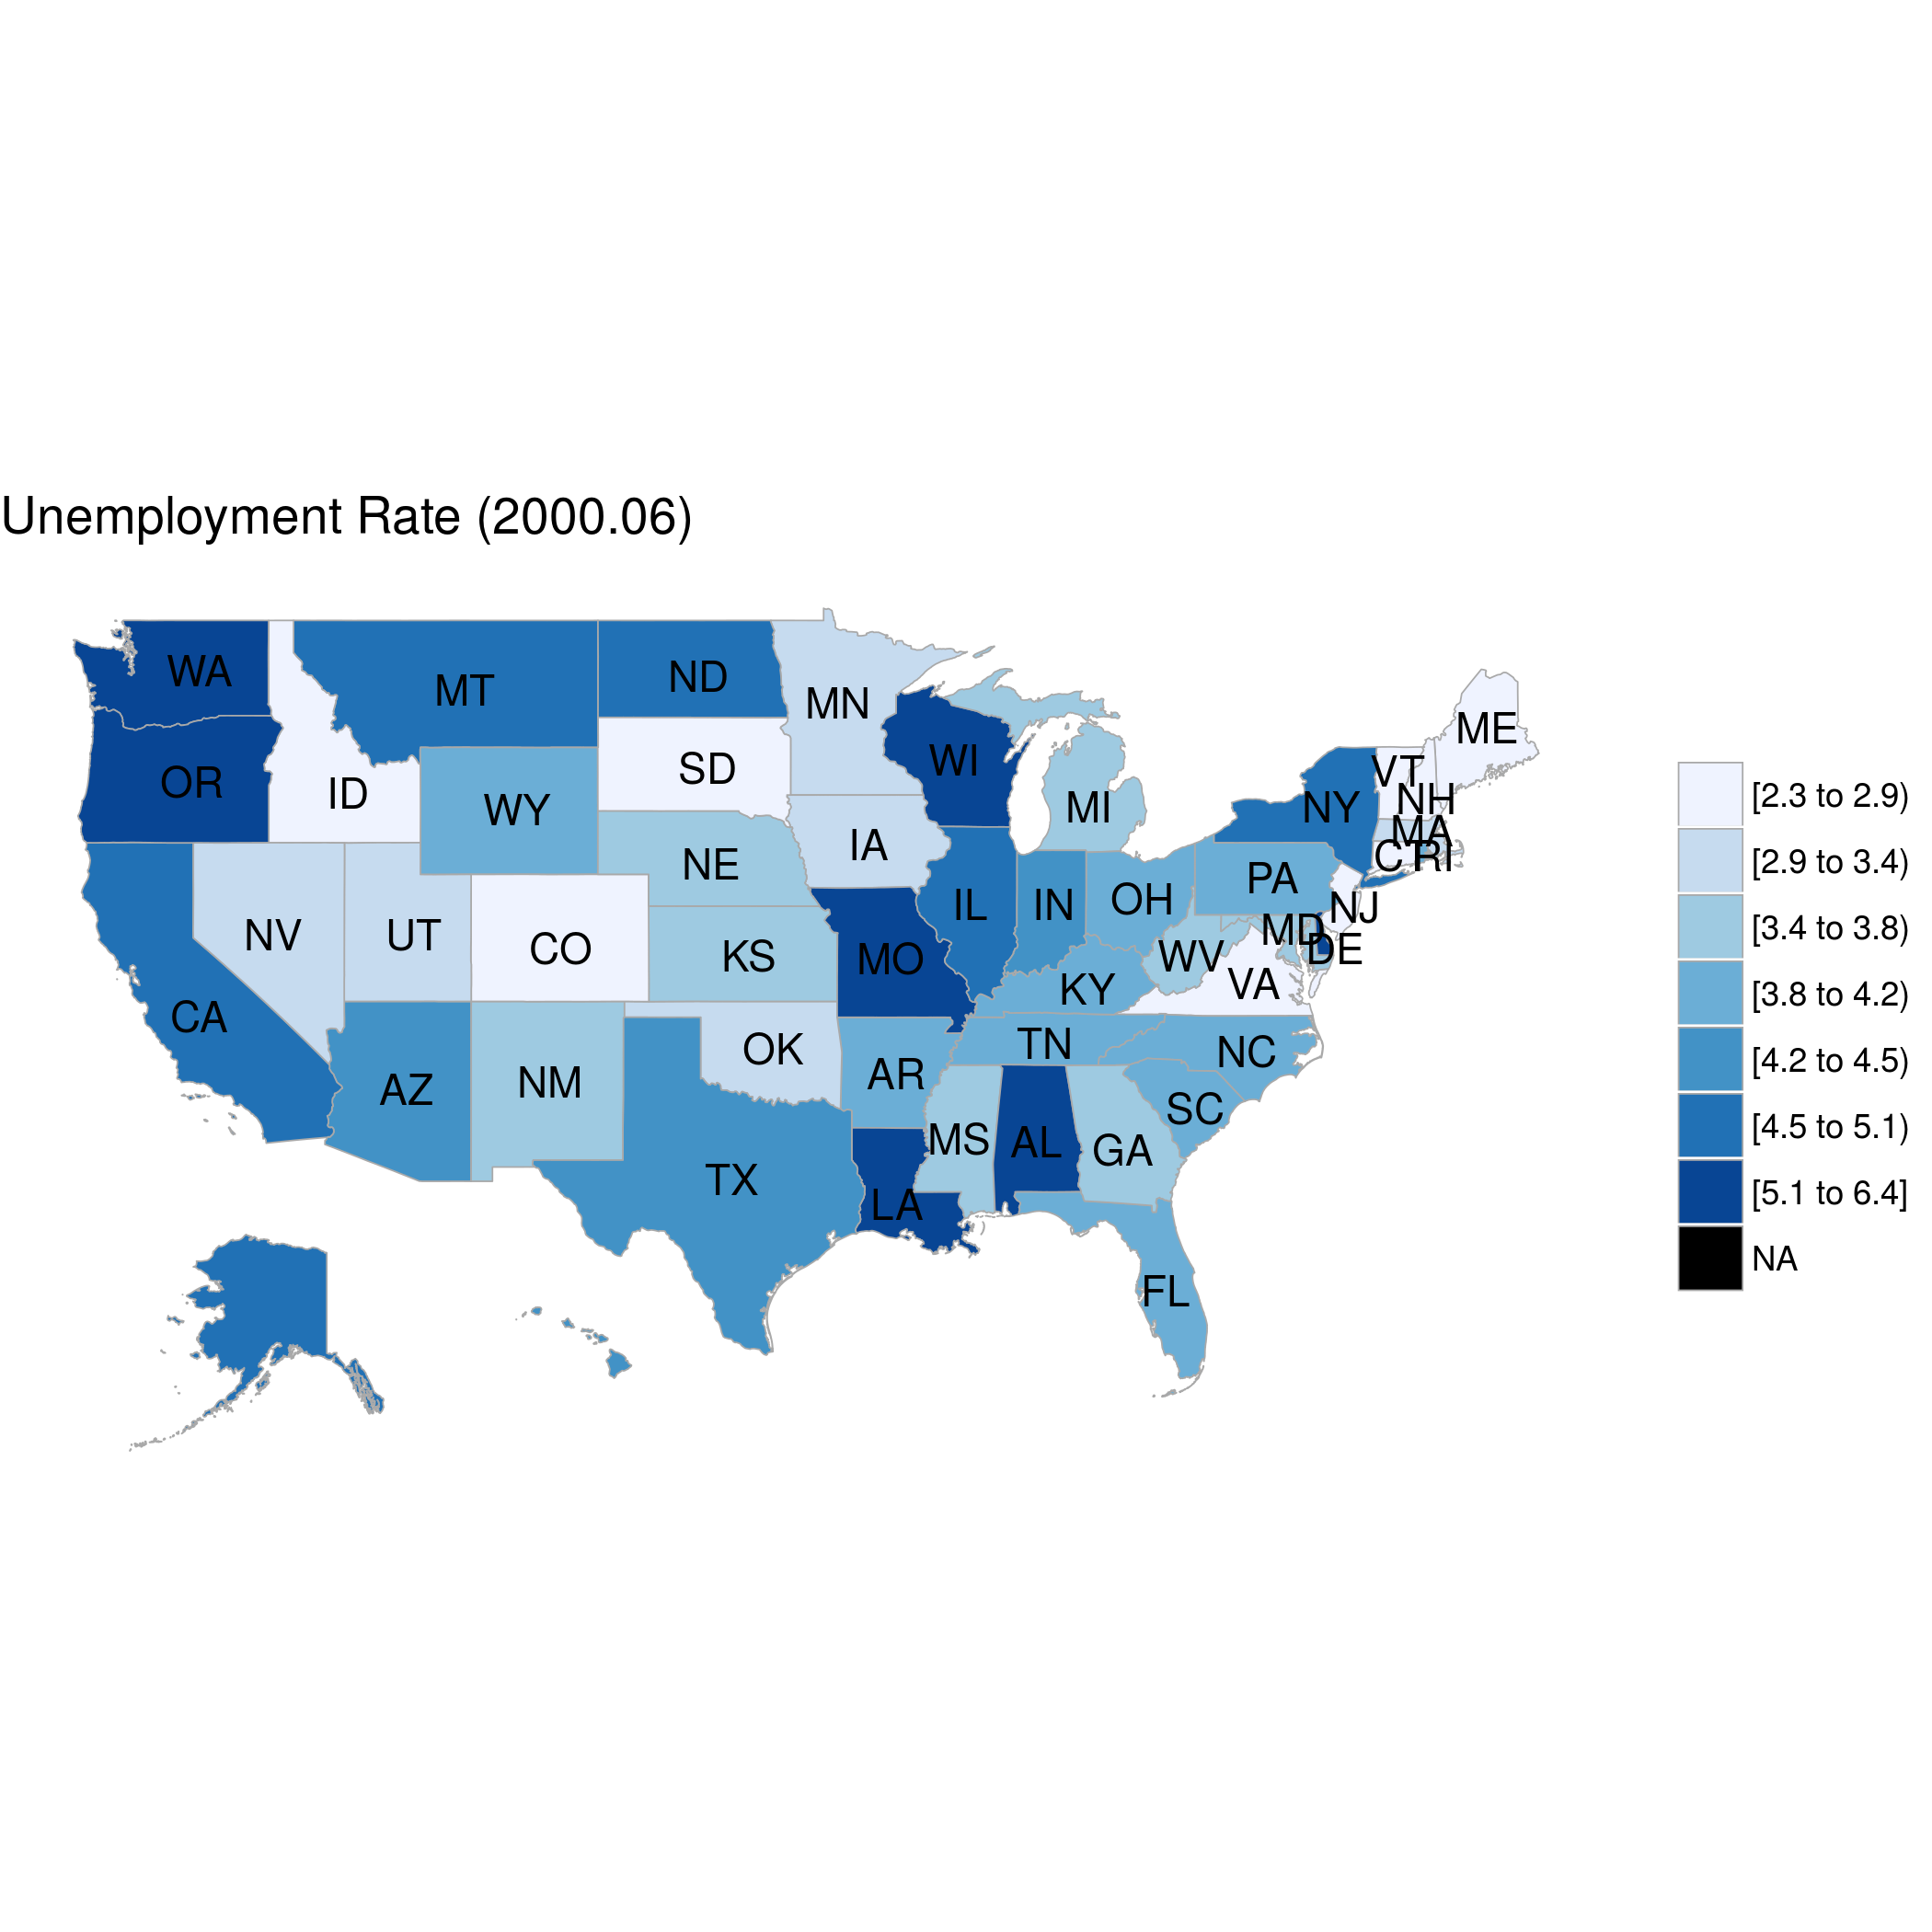 Unemployment Rate (2000.06)
WA
MT
ND
MN
ME
OR
ID
WY
SD
WI
MI
VT
NH
NY
MA
CT
RI
NE
IA
PA
NV
UT
CO
KS
MO
IL
IN
OH
NJ
MD
DE
WV
VA
KY
CA
AZ
NM
OK
AR
TN
NC
SC
MS
AL
GA
TX
LA
FL
[2.3 to 2.9)
[2.9 to 3.4)
[3.4 to 3.8)
[3.8 to 4.2)
[4.2 to 4.5)
[4.5 to 5.1)
[5.1 to 6.4]
NA